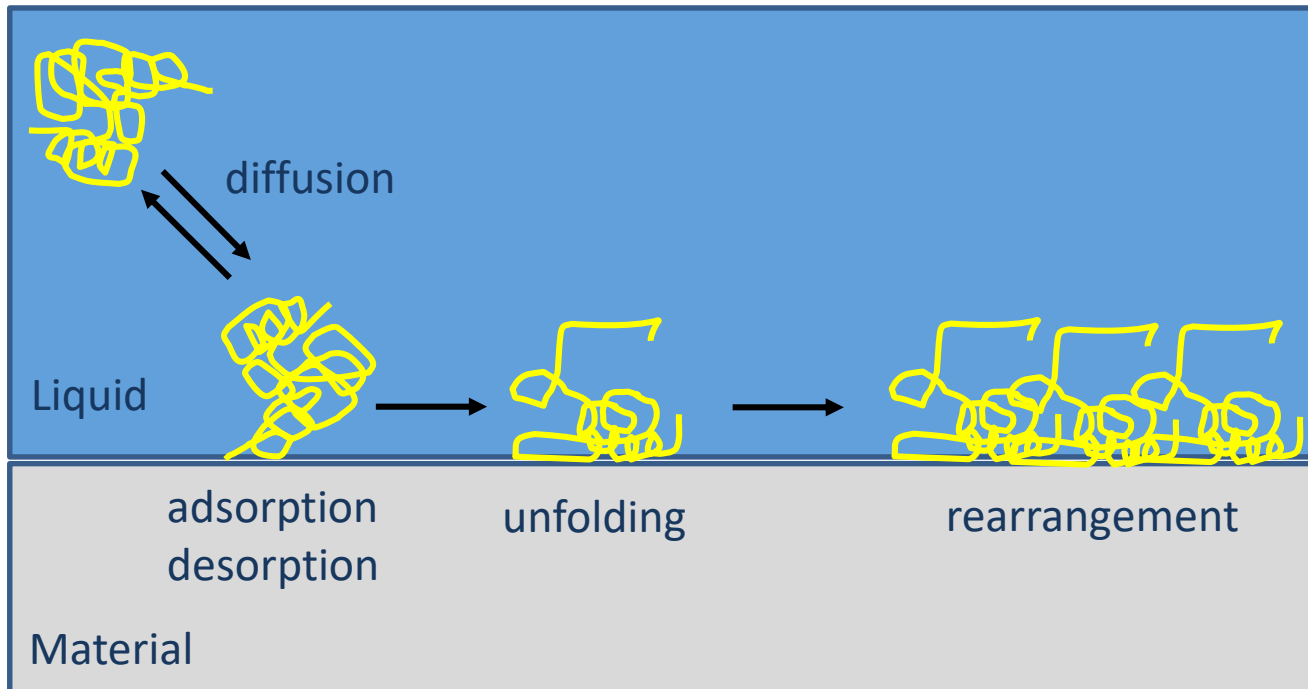 diffusion
Liquid
adsorption
desorption
unfolding
rearrangement
Material